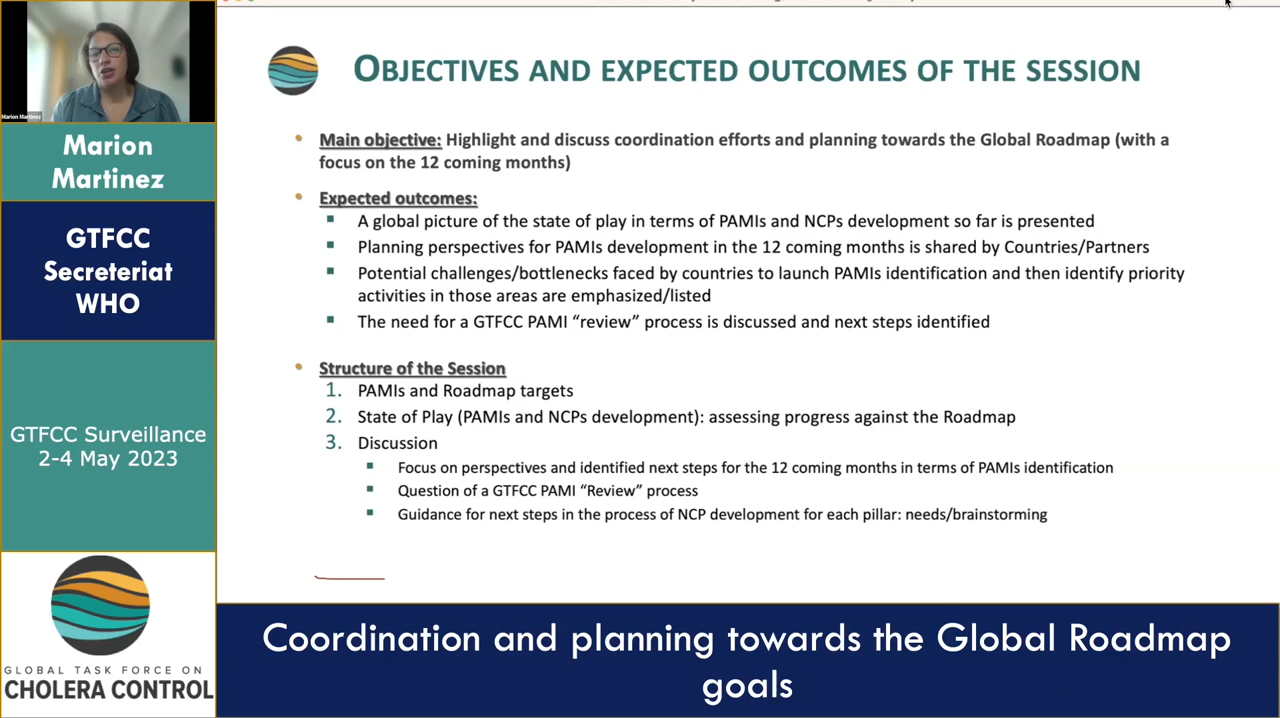 OBJECTIVES AND EXPECTED OUTCOMES OF THE SESSION
Marion Martinez
Marion
Martinez
GTFCC
Secreteriat
WHO
GTFCC Surveillance
2-4 May 2023
GLOBAL TASK FORCE ON
CHOLERA CONTROL
• Main objective: Highlight and discuss coordination efforts and planning towards the Global Roadmap (with a
focus on the 12 coming months)
• Expected outcomes:
▪ A global picture of the state of play in terms of PAMIs and NCPs development so far is presented
▪ Planning perspectives for PAMIs development in the 12 coming months is shared by Countries/Partners
▪ Potential challenges/bottlenecks faced by countries to launch PAMIs identification and then identify priority
activities in those areas are emphasized/listed
▪ The need for a GTFCC PAMI “review” process is discussed and next steps identified
• Structure of the Session
1. PAMIs and Roadmap targets
2. State of Play (PAMIs and NCPs development): assessing progress against the Roadmap
3. Discussion
▪ Focus on perspectives and identified next steps for the 12 coming months in terms of PAMIs identification
▪ Question of a GTFCC PAMI “Review” process
▪ Guidance for next steps in the process of NCP development for each pillar: needs/brainstorming
Coordination and planning towards the Global Roadmap
goals